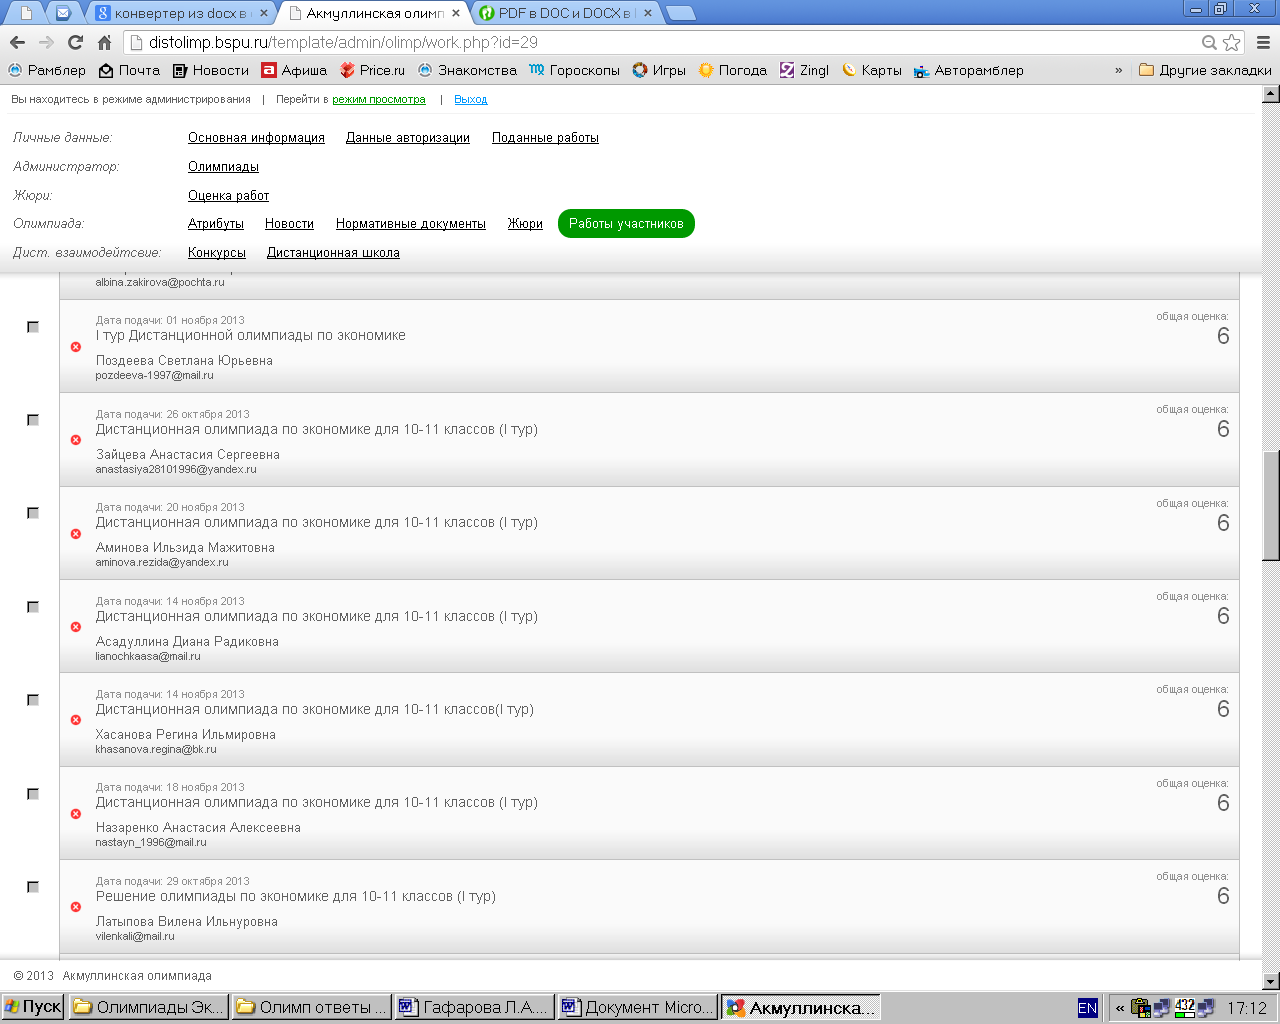 конвертер из docx в
Акмуллинская олимп
PDF в DOC и DOCX в
distolimp.bspu.ru/template/admin/olimp/work.php?id=29
Рамблер Почта Новости Афиша Price.ru Знакомства Гороскопы Игры Погода Zingl Карты Авторамблер » Другие закладки
Вы находитесь в режиме администрирования | Перейти в режим просмотра | Выход
Личные данные: Основная информация Данные авторизации Поданные работы
Администратор: Олимпиады
Жюри: Оценка работ
Олимпиада: Атрибуты Новости Нормативные документы Жюри Работы участников
Дист. взаимодейтсвие: Конкурсы Дистанционная школа
albina.zakirova@pochta.ru
Дата подачи: 01 ноября 2013 общая оценка:
I тур Дистанционной олимпиады по экономике 6
Поздеева Светлана Юрьевна
pozdeeva-1997@mail.ru
Дата подачи: 26 октября 2013 общая оценка:
Дистанционная олимпиада по экономике для 10-11 классов (I тур) 6
Зайцева Анастасия Сергеевна
anastasiya28101996@yandex.ru
Дата подачи: 20 ноября 2013 общая оценка:
Дистанционная олимпиада по экономике для 10-11 классов (I тур) 6
Аминова Ильзида Мажитовна
aminova.rezida@yandex.ru
Дата подачи: 14 ноября 2013 общая оценка:
Дистанционная олимпиада по экономике для 10-11 классов (I тур) 6
Асадуллина Диана Радиковна
lianochkaasa@mail.ru
Дата подачи: 14 ноября 2013 общая оценка:
Дистанционная олимпиада по экономике для 10-11 классов(I тур) 6
Хасанова Регина Ильмировна
khasanova.regina@bk.ru
Дата подачи: 18 ноября 2013 общая оценка:
Дистанционная олимпиада по экономике для 10-11 классов (I тур) 6
Назаренко Анастасия Алексеевна
nastayn_1996@mail.ru
Дата подачи: 29 октября 2013 общая оценка:
Решение олимпиады по экономике для 10-11 классов (I тур) 6
Латыпова Вилена Ильнуровна
vilenkali@mail.ru
© 2013 Акмуллинская олимпиада
Пуск Олимпиады Эк... Олимп ответы ... Гафарова Л.А.... Документ Micro... Акмуллинска... EN « 432 17:12